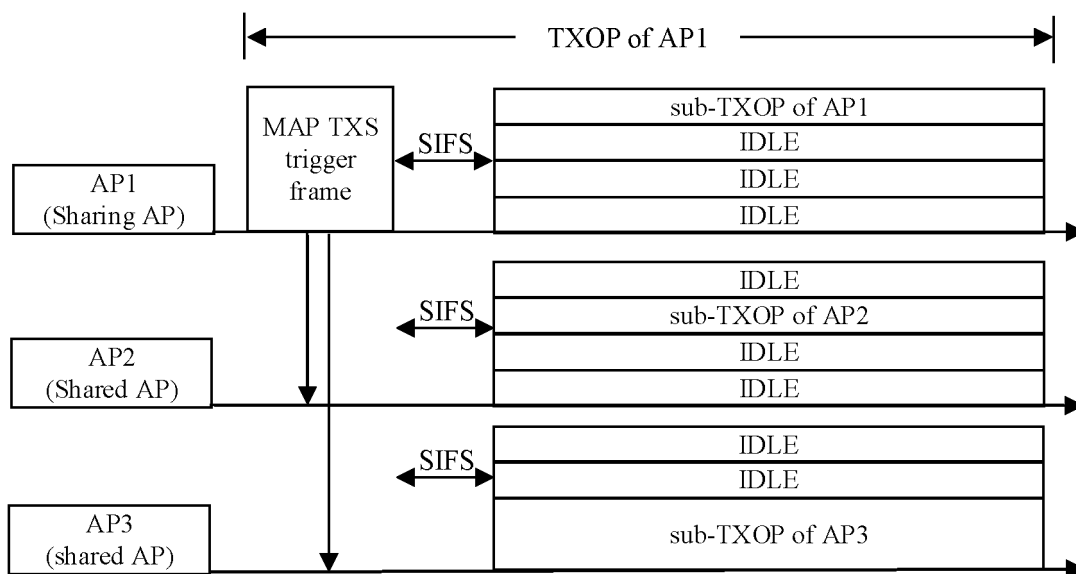 TXOP of AP1
MAP TXS
trigger
frame
SIFS
sub-TXOP of AP1
IDLE
IDLE
IDLE
AP1
(Sharing AP)
SIFS
IDLE
sub-TXOP of AP2
IDLE
IDLE
AP2
(Shared AP)
SIFS
IDLE
IDLE
sub-TXOP of AP3
AP3
(shared AP)